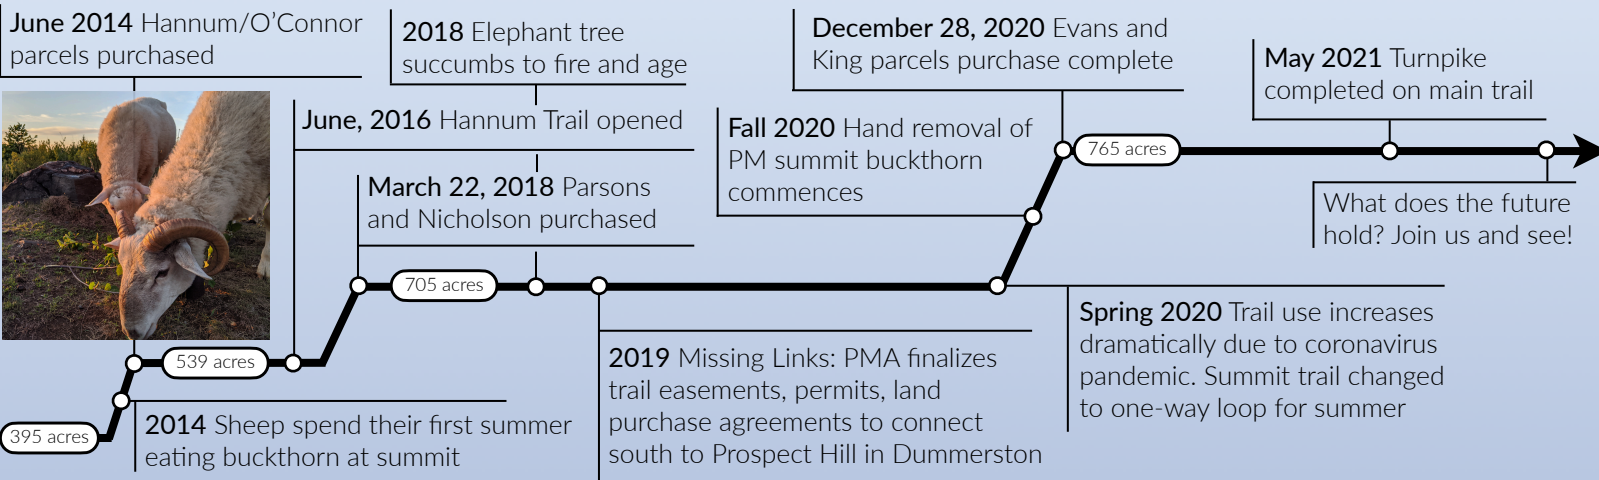 June 2014 Hannum/O’Connor
parcels purchased
2018 Elephant tree
succumbs to fire and age
December 28, 2020 Evans and
King parcels purchase complete
May 2021 Turnpike
completed on main trail
June, 2016 Hannum Trail opened
Fall 2020 Hand removal of
PM summit buckthorn
commences
765 acres
March 22, 2018 Parsons
and Nicholson purchased
What does the future
hold? Join us and see!
705 acres
Spring 2020 Trail use increases
dramatically due to coronavirus
pandemic. Summit trail changed
to one-way loop for summer
539 acres
2019 Missing Links: PMA finalizes
trail easements, permits, land
purchase agreements to connect
south to Prospect Hill in Dummerston
395 acres
2014 Sheep spend their first summer
eating buckthorn at summit